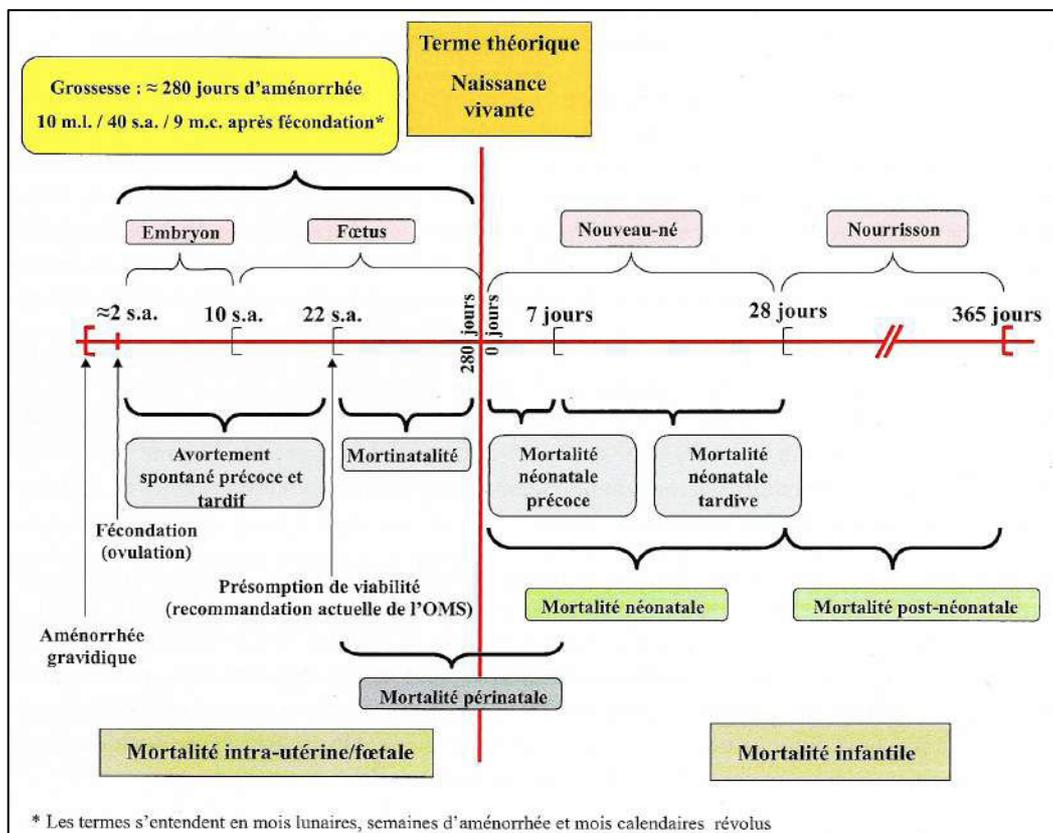 Terme théorique
Naissance
vivante
Grossesse : ≈ 280 jours d’aménorrhée
10 m.l. / 40 s.a. / 9 m.c. après fécondation*
Embryon
Fœtus
Nouveau-né
Nourrisson
≈2 s.a.
10 s.a.
22 s.a.
280 jours
0 jours
7 jours
28 jours
365 jours
Avortement
spontané précoce et
tardif
Mortinatalité
Mortalité
néonatale
précoce
Mortalité
néonatale
tardive
Fécondation
(ovulation)
Présomption de viabilité
(recommandation actuelle de l’OMS)
Mortalité néonatale
Mortalité post-néonatale
Aménorrhée
gravidique
Mortalité périnatale
Mortalité intra-utérine/fœtale
Mortalité infantile
* Les termes s’entendent en mois lunaires, semaines d’aménorrhée et mois calendaires révolus